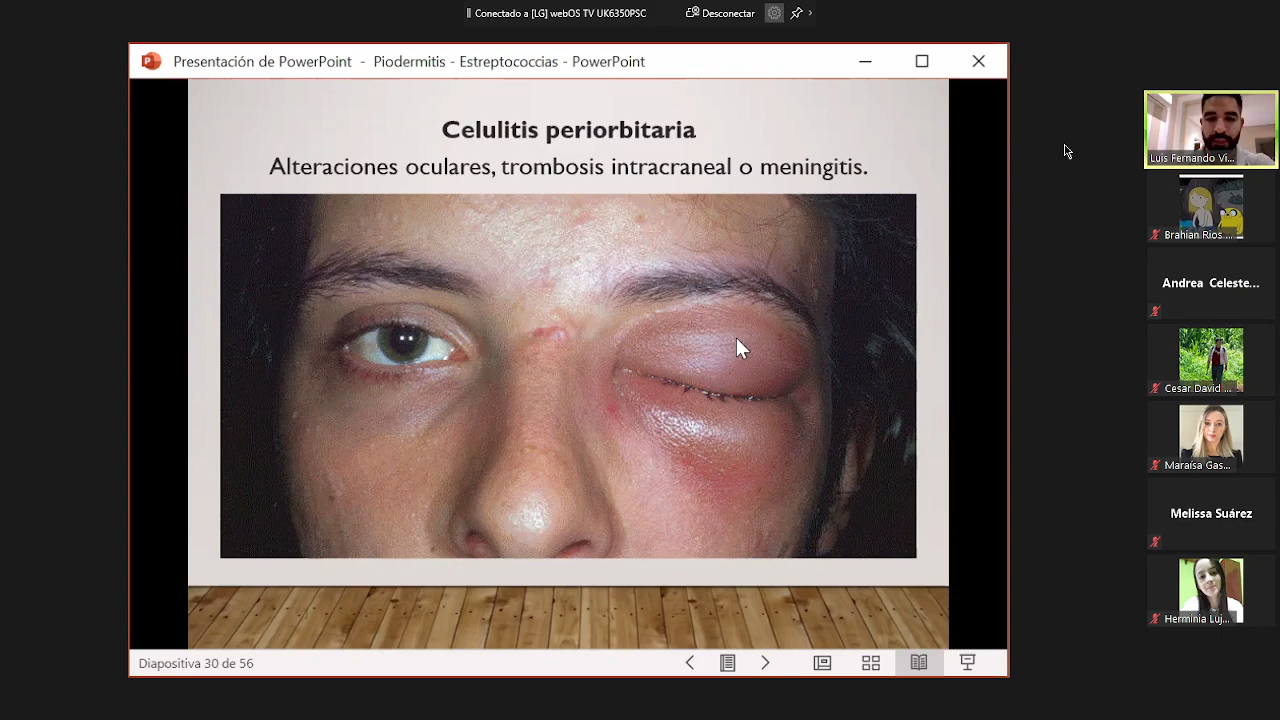 Conectado a [LG] webOS TV UK6350PSC
Desconectar
Presentación de PowerPoint - Piodermitis - Estreptococcias - PowerPoint
Celulitis periorbitaria
Alteraciones oculares, trombosis intracraneal o meningitis.
Diapositiva 30 de 56
Luis Fernando Vi...
Brahian Rios ...
Andrea Celeste...
Cesar David ...
Maraísa Gas...
Melissa Suárez
Herminia Luj...